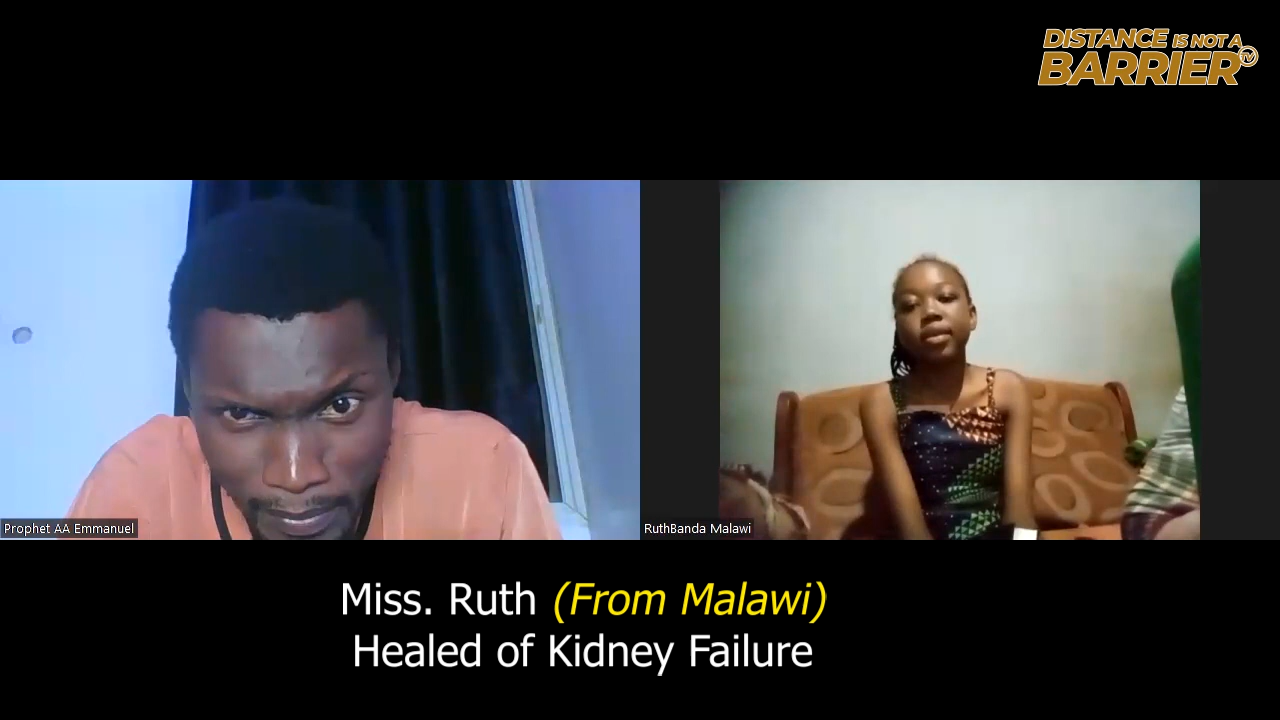 DISTANCE IS NOT A
BARRIER TV
Prophet AA Emmanuel
RuthBanda Malawi
Miss. Ruth (From Malawi)
Healed of Kidney Failure